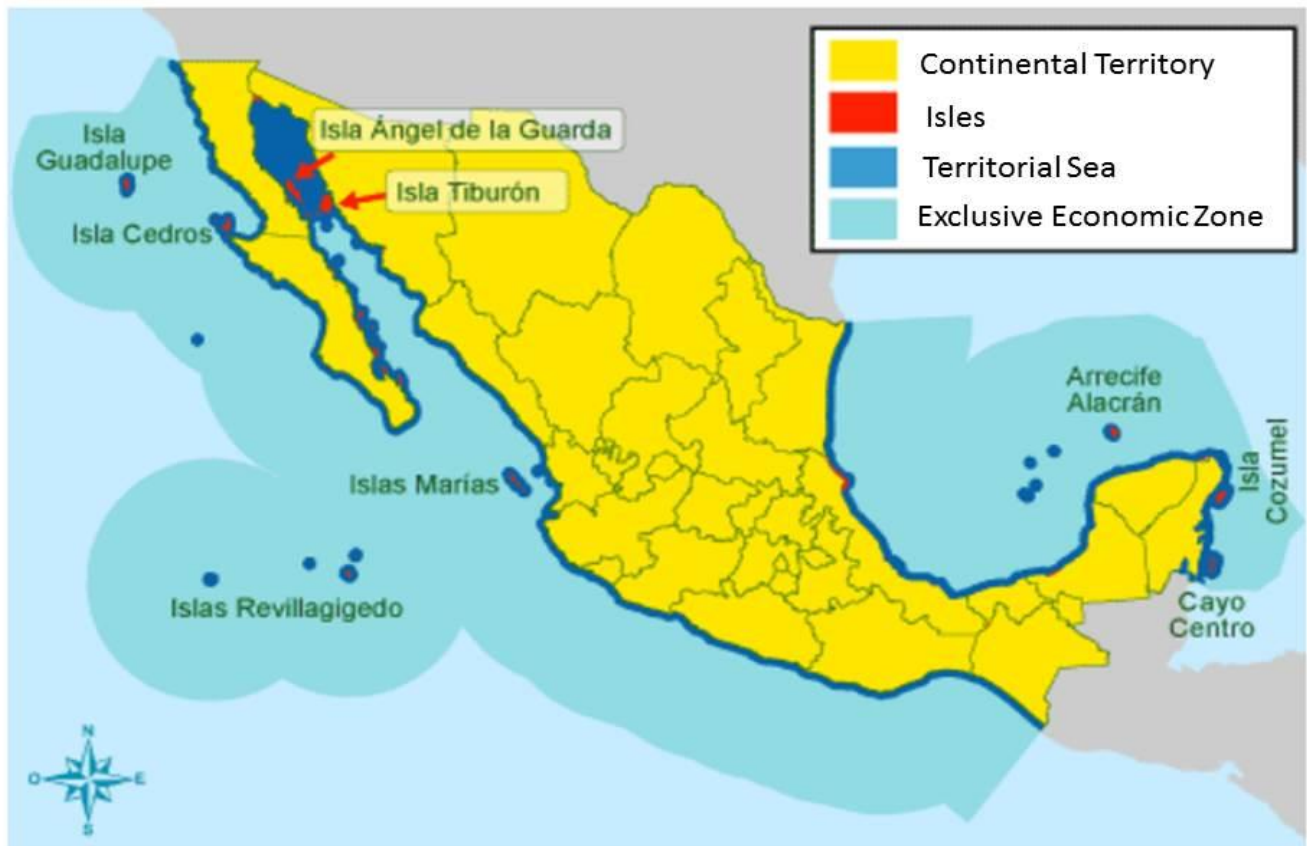 Continental Territory
Isles
Territorial Sea
Exclusive Economic Zone
Isla Ángel de la Guarda
Isla
Guadalupe
Isla Tiburón
Isla Cedros
Arrecife
Alacrán
Isla
Cozumel
Islas Marías
Islas Revillagigedo
Cayo
Centro
N
O
E
S